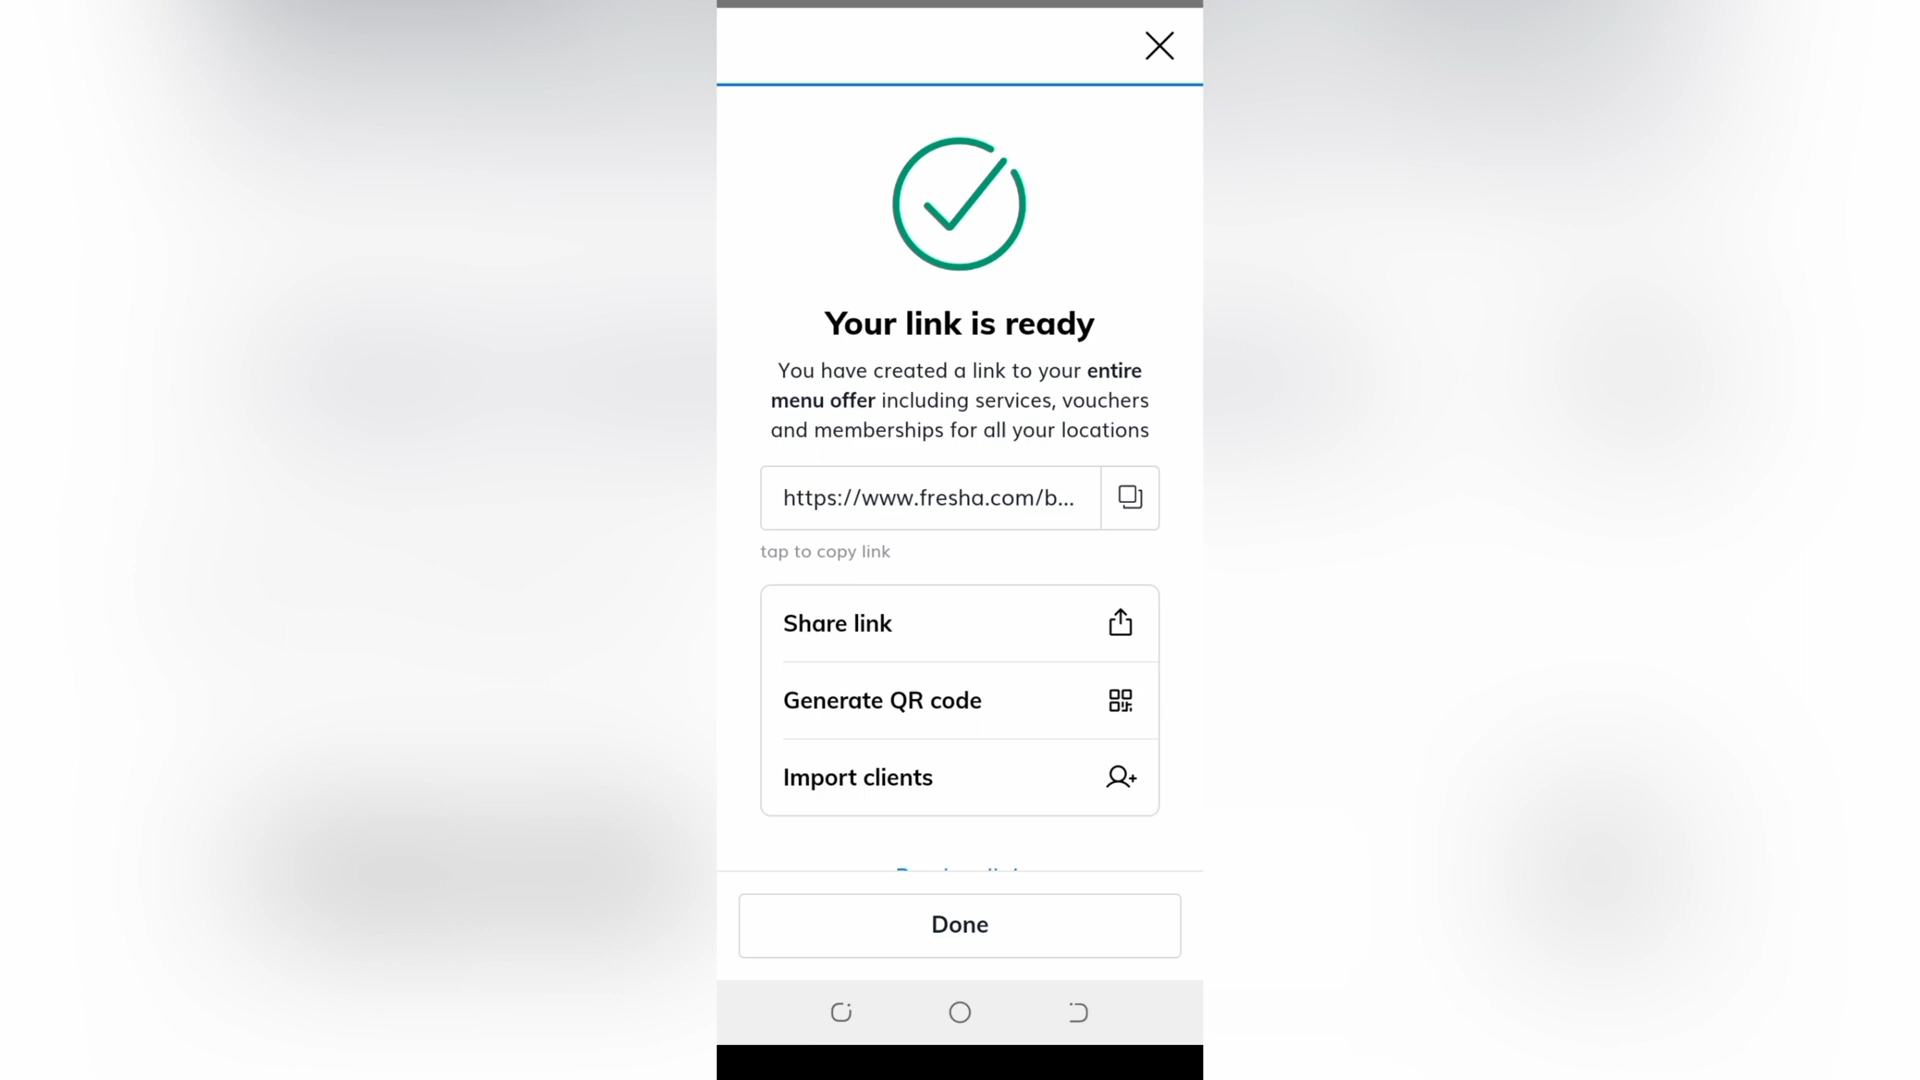 Your link is ready
You have created a link to your entire
menu offer including services, vouchers
and memberships for all your locations
https://www.fresha.com/b...
tap to copy link
Share link
Generate QR code
Import clients
Done